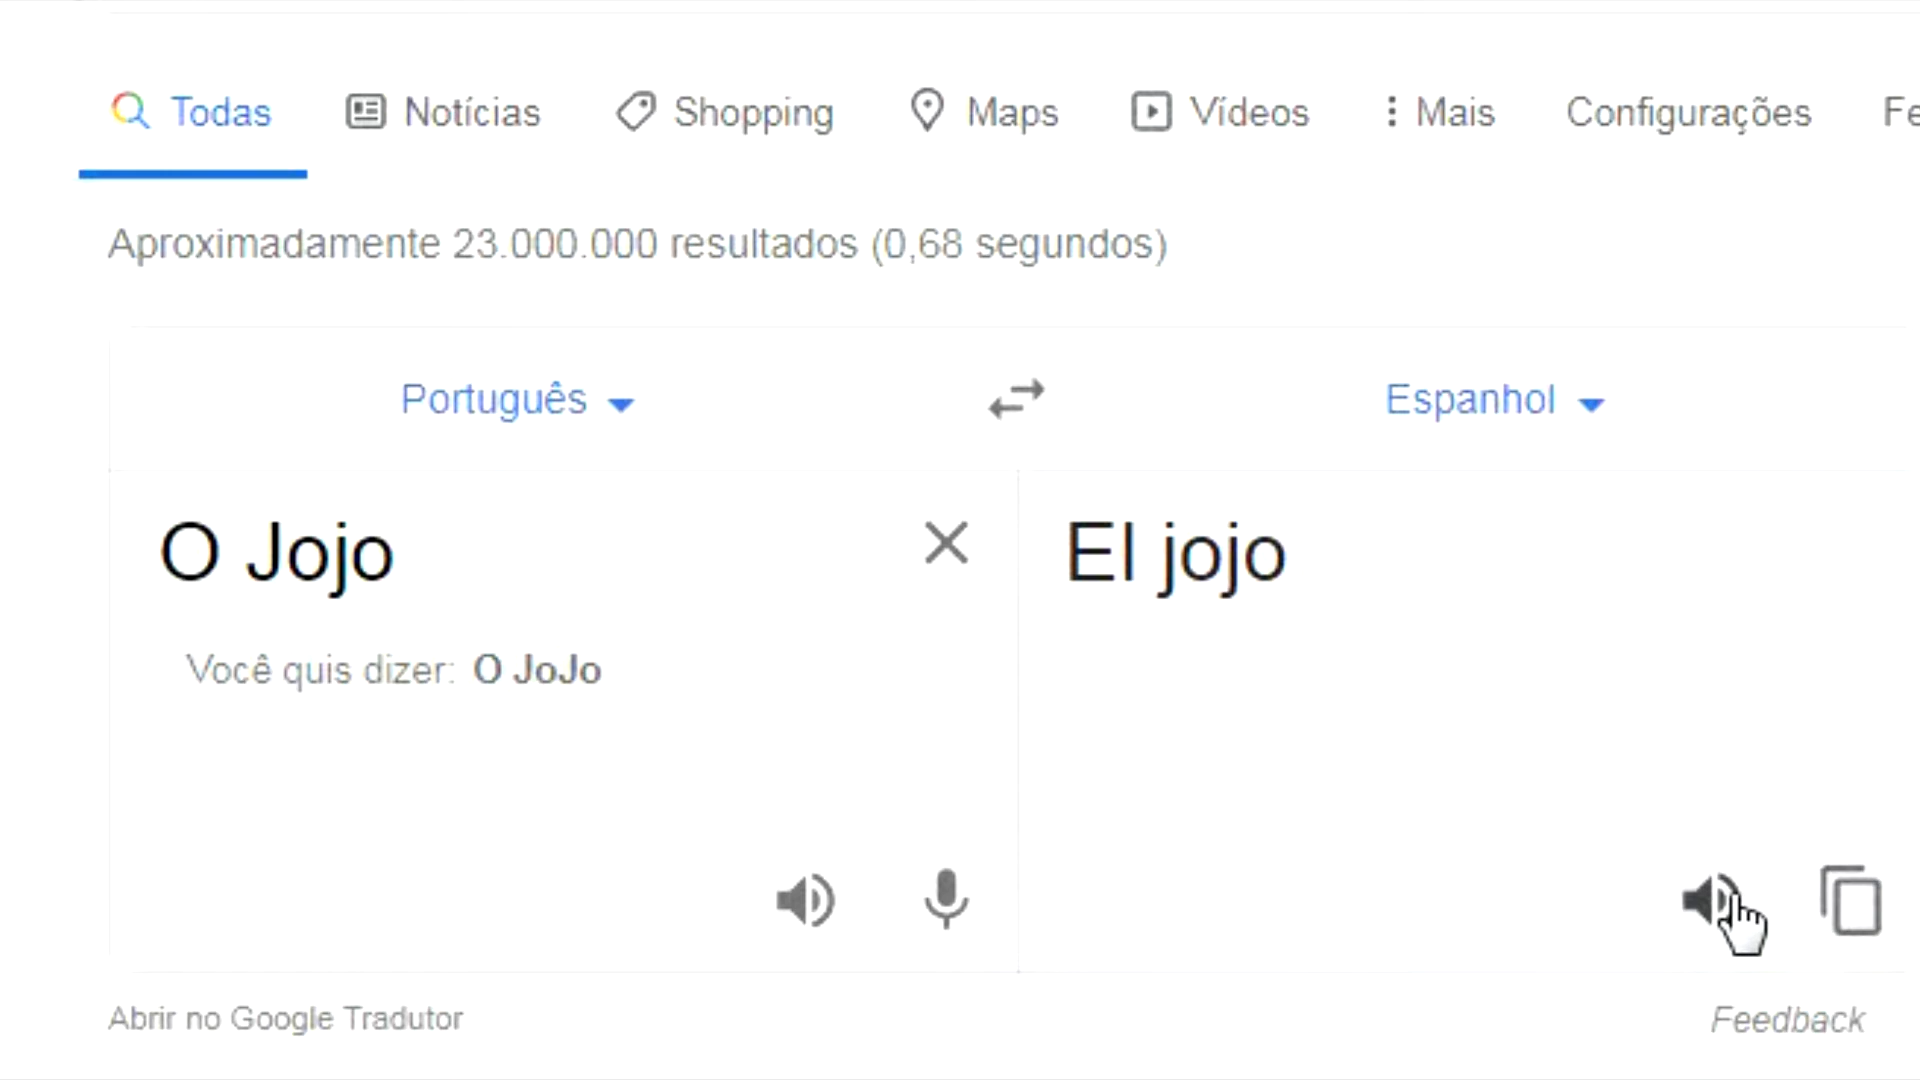 Todas Notícias Shopping Maps Vídeos Mais Configurações Fe
Aproximadamente 23.000.000 resultados (0,68 segundos)
Português Espanhol
O Jojo El jojo
Você quis dizer: O JoJo
Abrir no Google Tradutor Feedback